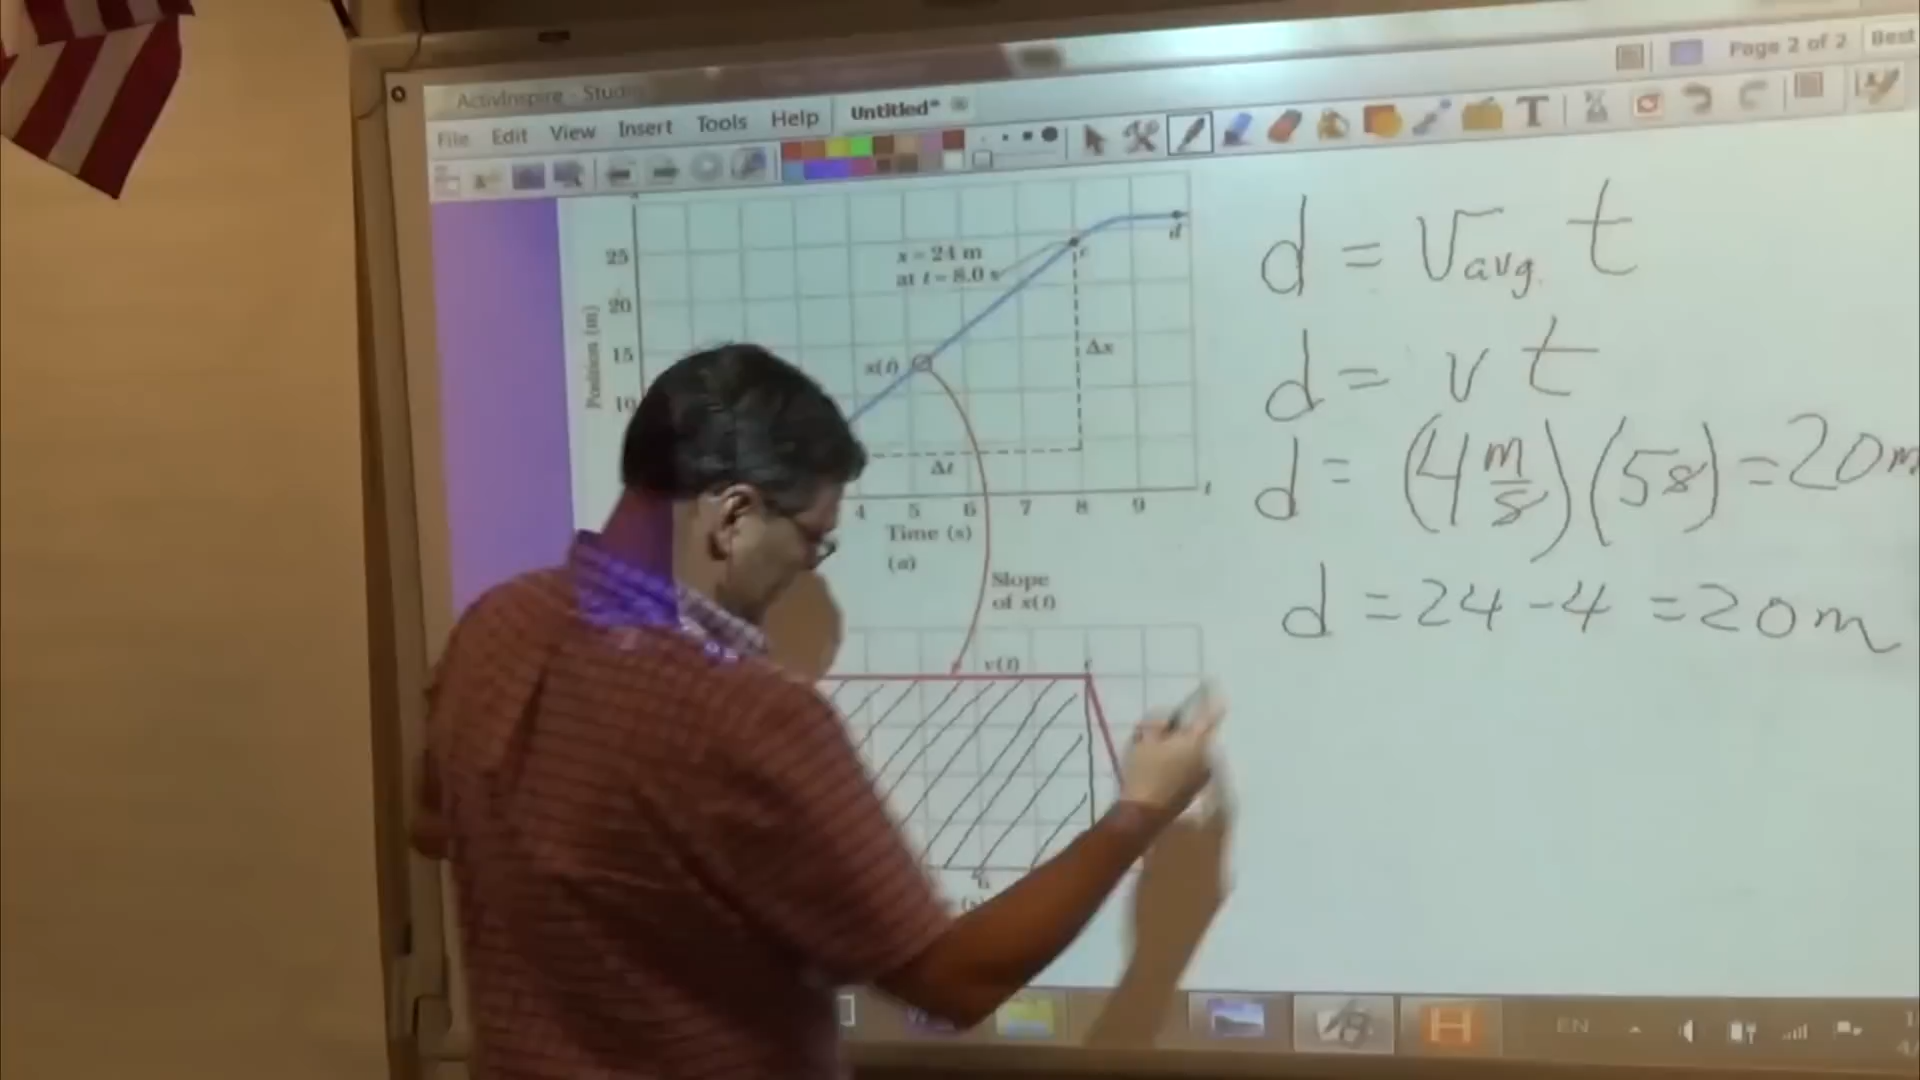 Page 2 of 2
Best
ActivInspire - Studio
File Edit View Insert Tools Help Untitled*
T
25
20
15
10
Position (m)
x = 24 m
at t = 8.0 s
c
d
x(t)
Δx
Δt
4 5 6 7 8 9 t
Time (s)
(a)
Slope
of x(t)
v(t)
c
d = Vavg. t
d = v t
d = (4 m/s)(5s) = 20m
d = 24 - 4 = 20m
EN